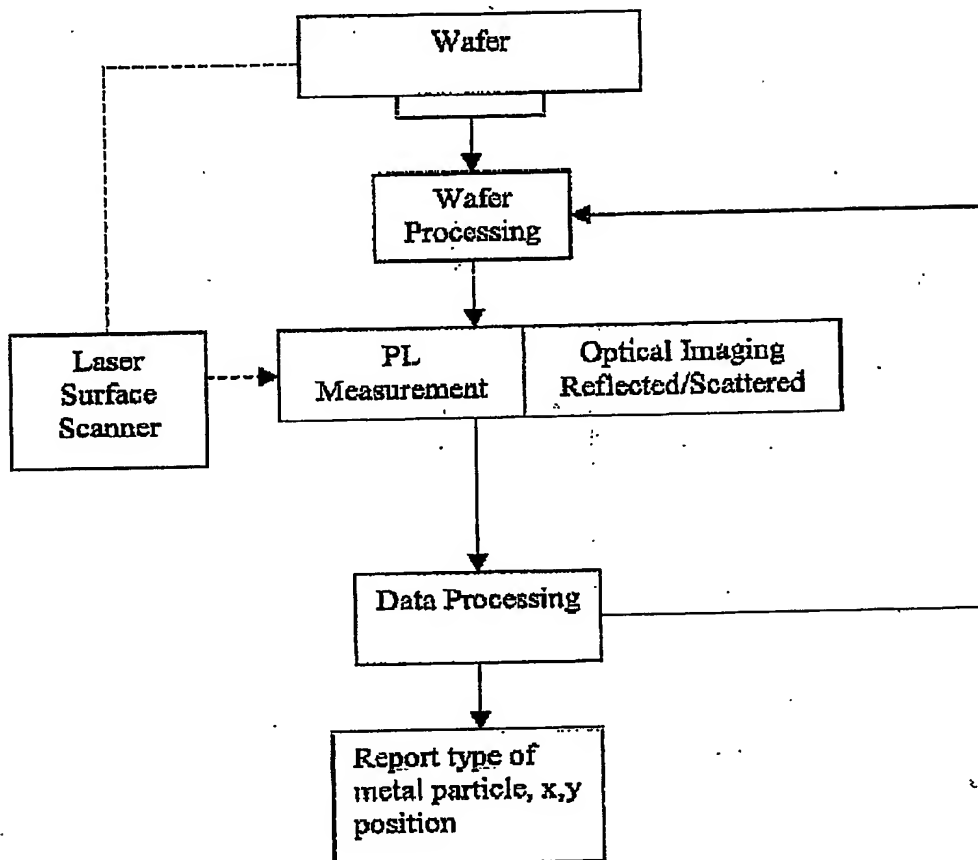 Wafer
Wafer
Processing
Laser
Surface
Scanner
PL
Measurement
Optical Imaging
Reflected/Scattered
Data Processing
Report type of
metal particle, x,y
position